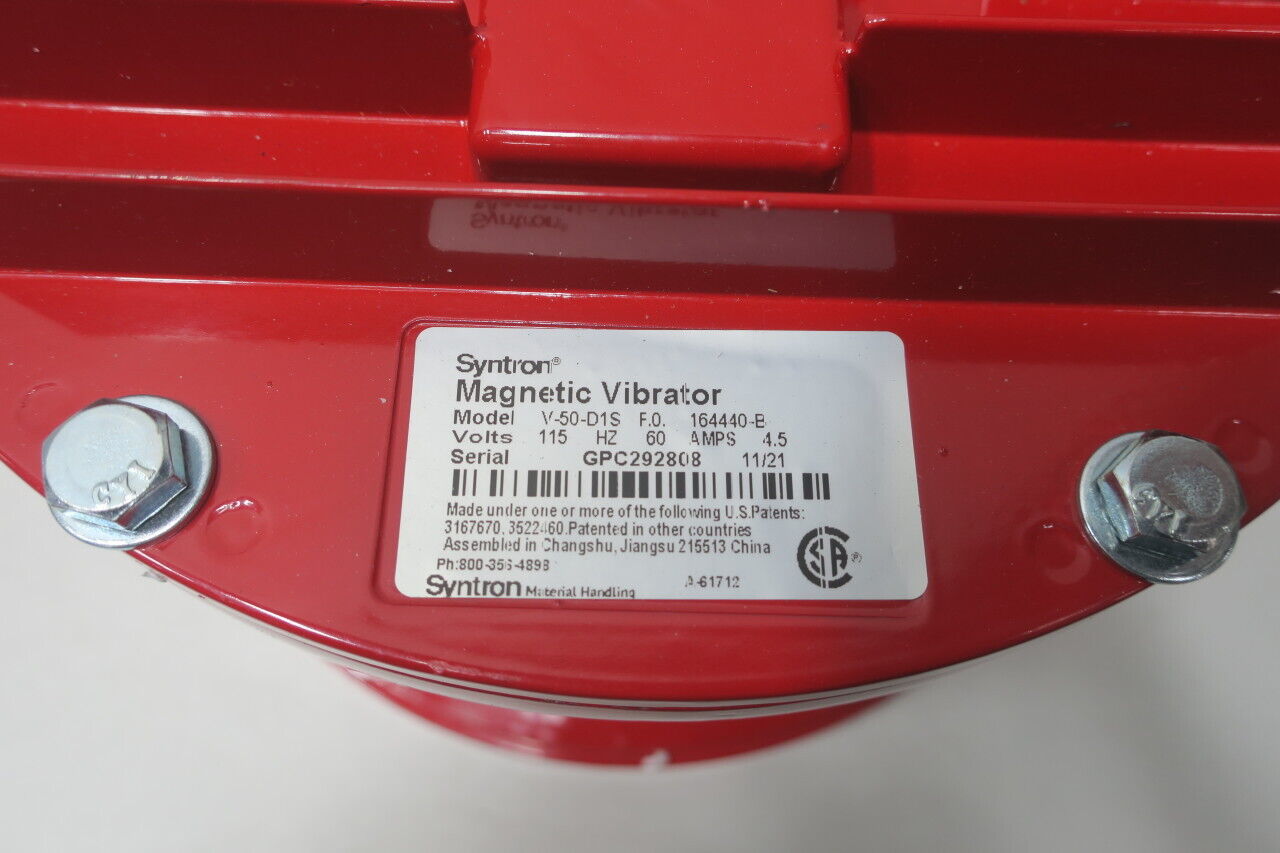 Syntron®
Magnetic Vibrator
Model V-50-D1S F.O. 164440-B
Volts 115 HZ 60 AMPS 4.5
Serial GPC292808 11/21
Made under one or more of the following U.S.Patents:
3167670, 3522460.Patented in other countries
Assembled in Changshu, Jiangsu 215513 China
Ph:800-356-4898
Syntron Material Handling A-61712
CSA®